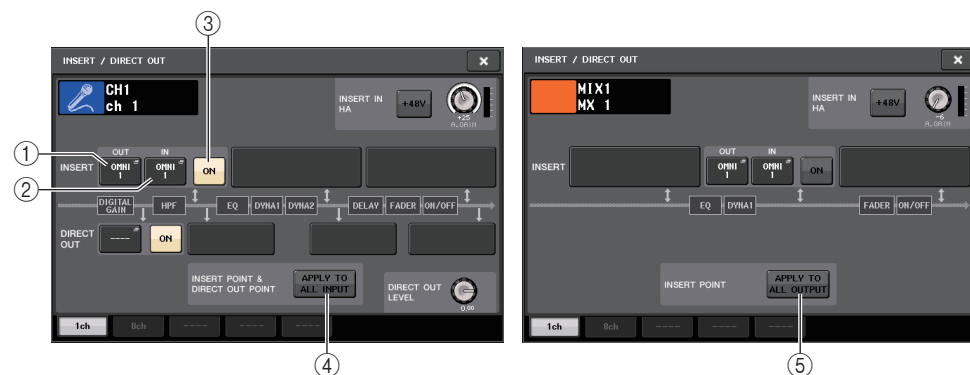 ③
INSERT / DIRECT OUT
CH1
ch 1
INSERT IN
HA
+48V
+25
A.GAIN
①
②
INSERT
OUT
IN
OMNI
1
OMNI
1
ON
DIGITAL
GAIN
HPF
EQ
DYNA1
DYNA2
DELAY
FADER
ON/OFF
DIRECT
OUT
----
ON
INSERT POINT &
DIRECT OUT POINT
APPLY TO
ALL INPUT
DIRECT OUT
LEVEL
0.00
1ch
8ch
----
----
----
④
INSERT / DIRECT OUT
MIX1
MX 1
INSERT IN
HA
+48V
-6
A.GAIN
INSERT
OUT
IN
OMNI
1
OMNI
1
ON
EQ
DYNA1
FADER
ON/OFF
INSERT POINT
APPLY TO
ALL OUTPUT
1ch
8ch
----
----
----
⑤